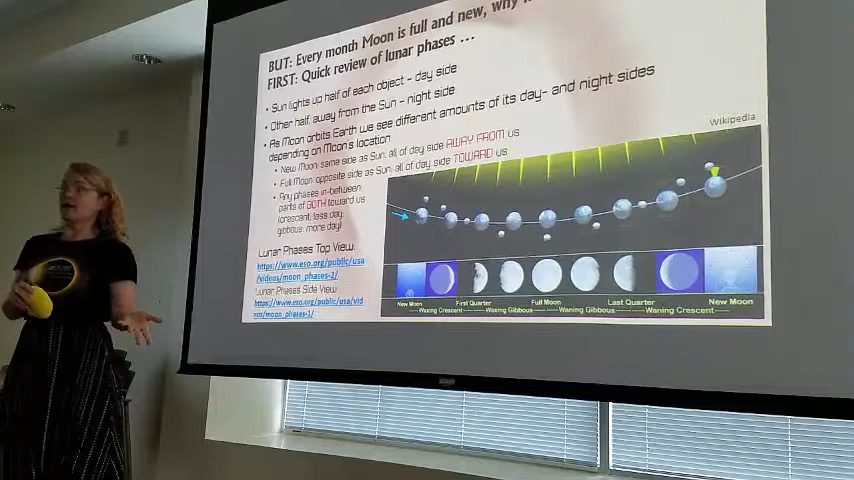 BUT: Every month Moon is full and new, why
FIRST: Quick review of lunar phases ...
• Sun lights up half of each object - day side
• Other half, away from the Sun - night side
• As Moon orbits Earth we see different amounts of its day- and night sides
depending on Moon's location
• New Moon: same side as Sun, all of day side AWAY FROM us
• Full Moon: opposite side as Sun, all of day side TOWARD us
• Any phases in-between:
parts of BOTH toward us
(crescent: less day;
gibbous: more day)
Wikipedia
Lunar Phases Top View:
https://www.eso.org/public/usa
/videos/moon_phases-2/
Lunar Phases Side View:
https://www.eso.org/public/usa/vid
eos/moon_phases-1/
New Moon First Quarter Full Moon Last Quarter New Moon
Waxing Crescent Waxing Gibbous Waning Gibbous Waning Crescent